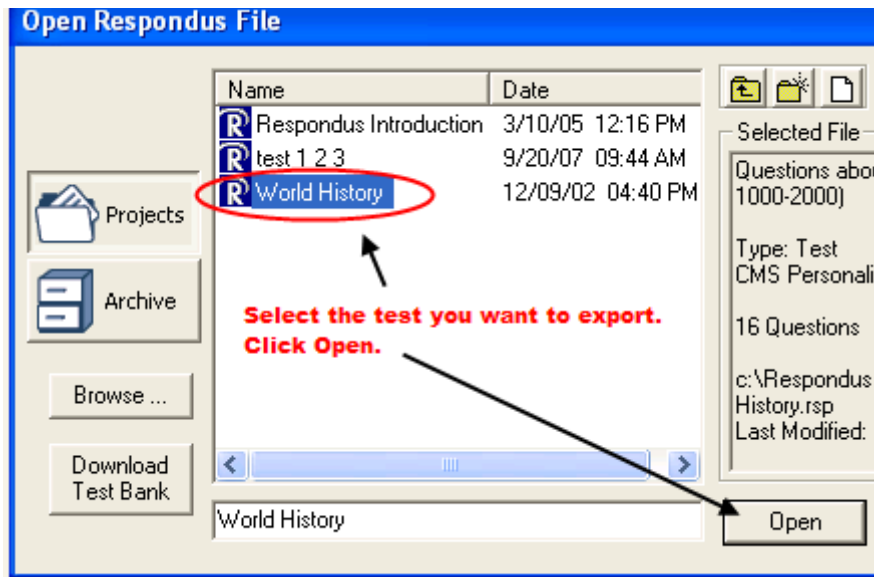 Open Respondus File
Name Date
Respondus Introduction 3/10/05 12:16 PM
test 1 2 3 9/20/07 09:44 AM
World History 12/09/02 04:40 PM
Projects
Archive
Browse ...
Download
Test Bank
Select the test you want to export.
Click Open.
World History
Selected File
Questions abou
1000-2000)
Type: Test
CMS Personali
16 Questions
c:\Respondus
History.rsp
Last Modified:
Open